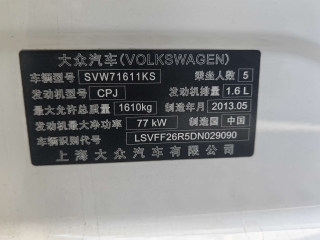 大众汽车(VOLKSWAGEN)
车辆型号 SVW71611KS 乘坐人数 5
发动机型号 CPJ 发动机排量 1.6 L
最大允许总质量 1610kg 制造年月 2013.05
发动机最大净功率 77 kW 制造国 中国
车辆识别代号 LSVFF26R5DN029090
上海大众汽车有限公司